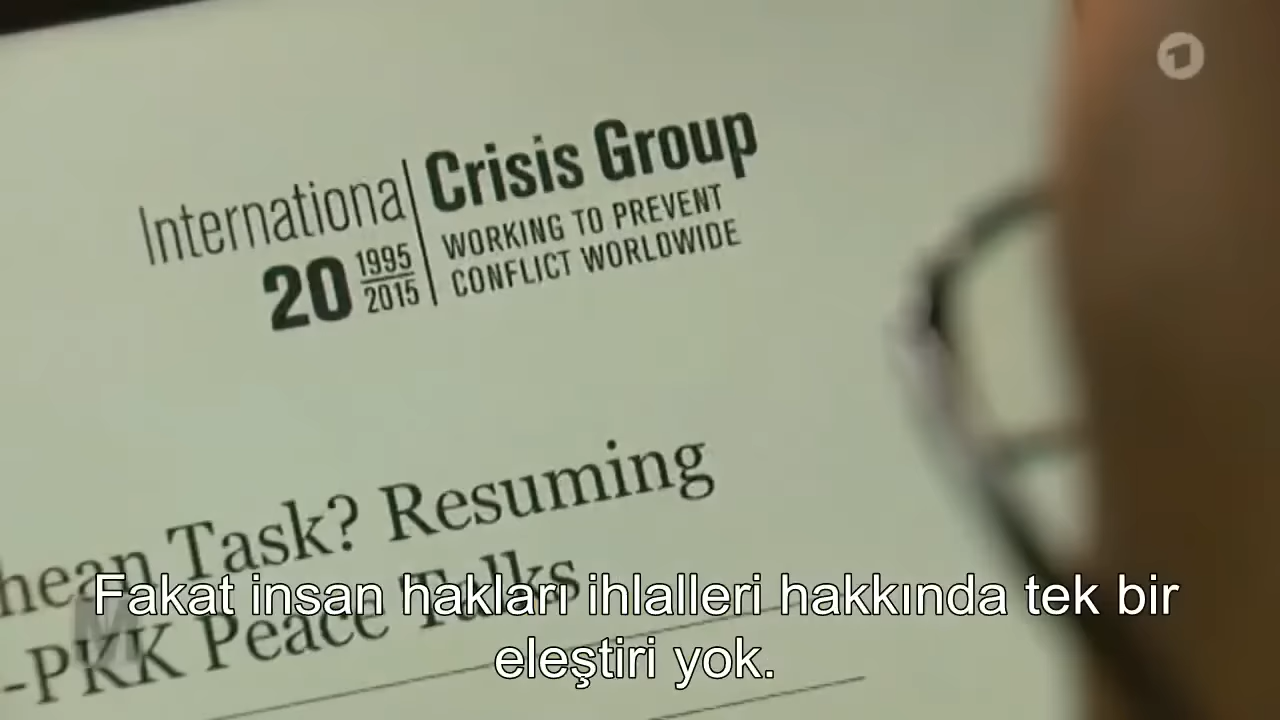 International Crisis Group
20 1995 2015 WORKING TO PREVENT
CONFLICT WORLDWIDE
Task? Resuming
-PKK Peace Talks
Fakat insan hakları ihlalleri hakkında tek bir
eleştiri yok.